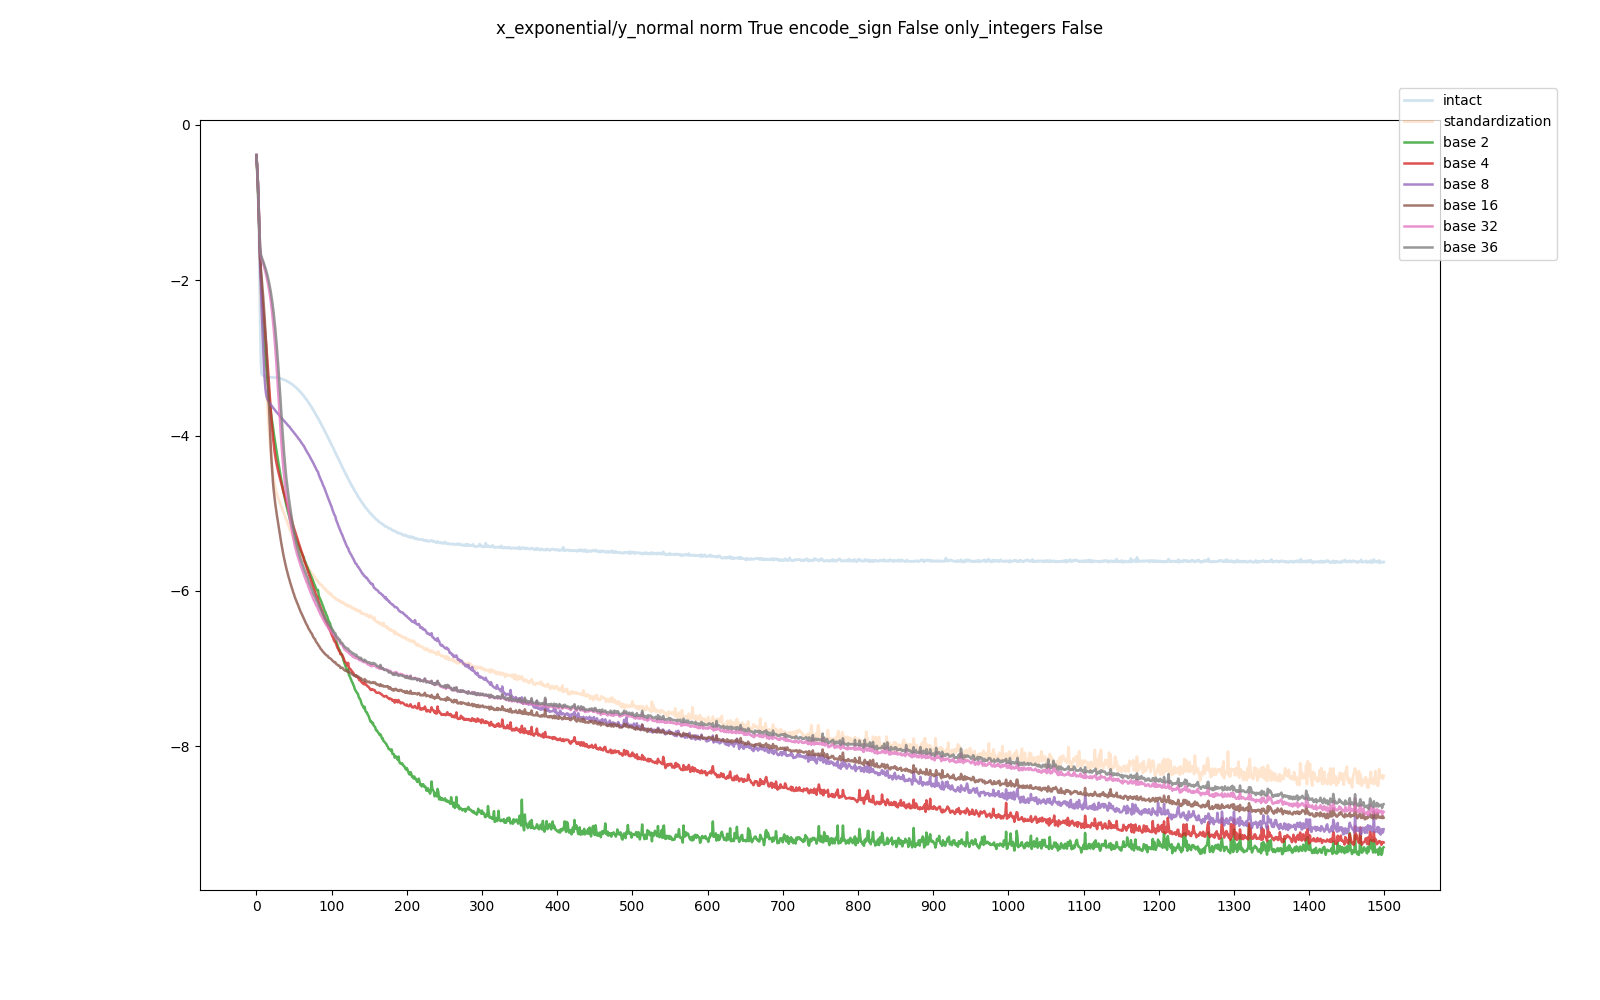 x_exponential/y_normal norm True encode_sign False only_integers False
intact
standardization
base 2
base 4
base 8
base 16
base 32
base 36
0
−2
−4
−6
−8
0 100 200 300 400 500 600 700 800 900 1000 1100 1200 1300 1400 1500